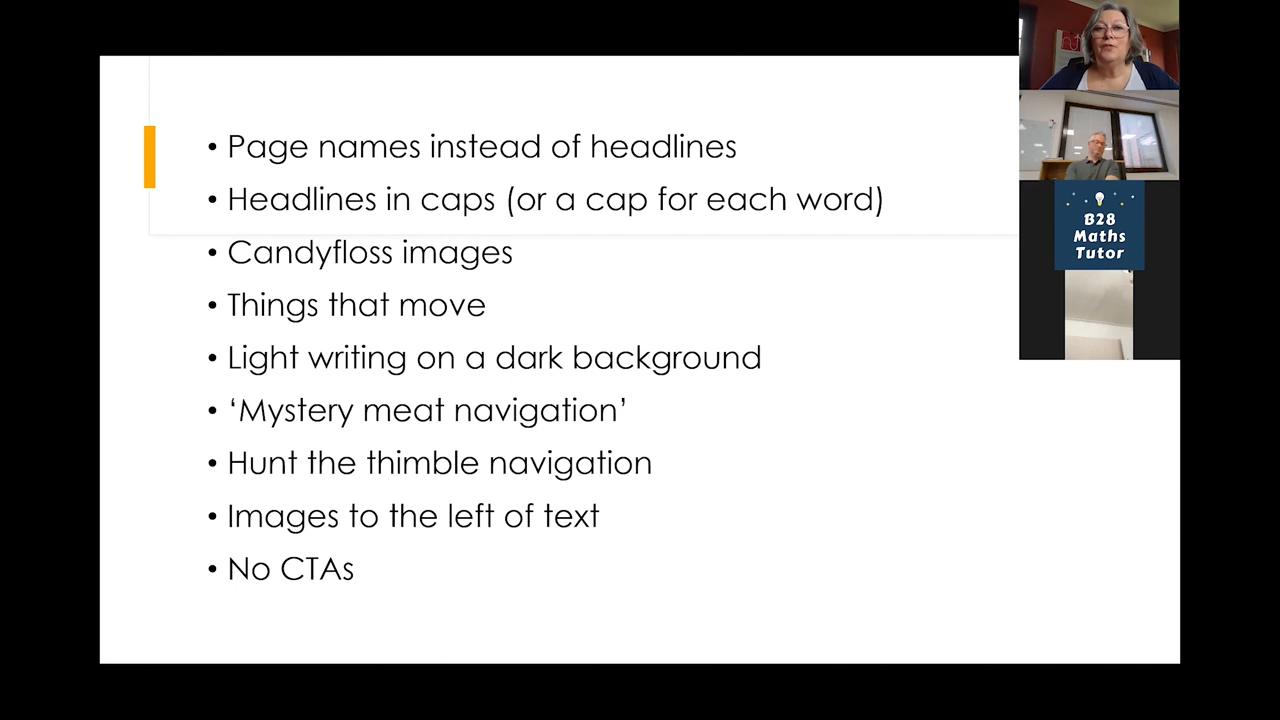 • Page names instead of headlines
• Headlines in caps (or a cap for each word)
• Candyfloss images
• Things that move
• Light writing on a dark background
• ‘Mystery meat navigation’
• Hunt the thimble navigation
• Images to the left of text
• No CTAs
B28
Maths
Tutor